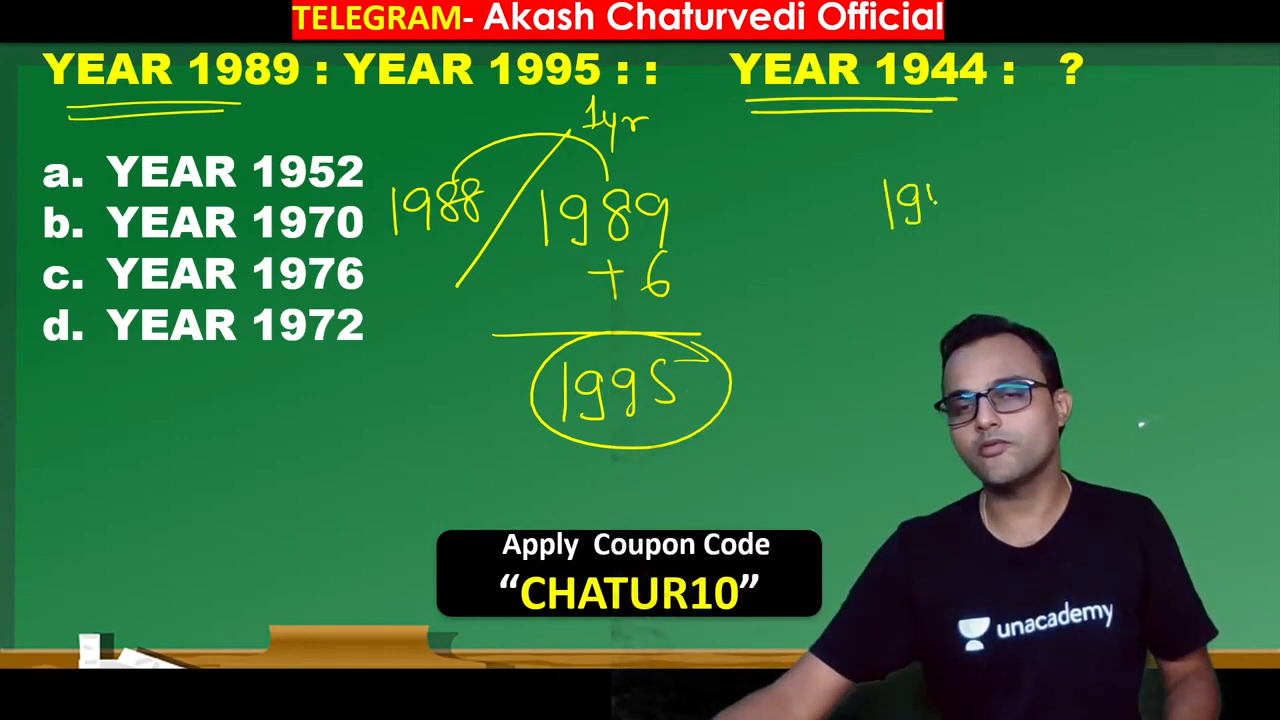 TELEGRAM- Akash Chaturvedi Official
YEAR 1989 : YEAR 1995 : : YEAR 1944 : ?
a. YEAR 1952
b. YEAR 1970
c. YEAR 1976
d. YEAR 1972
1yr
1988
1989
+ 6
1995
19
Apply Coupon Code
“CHATUR10”
unacademy